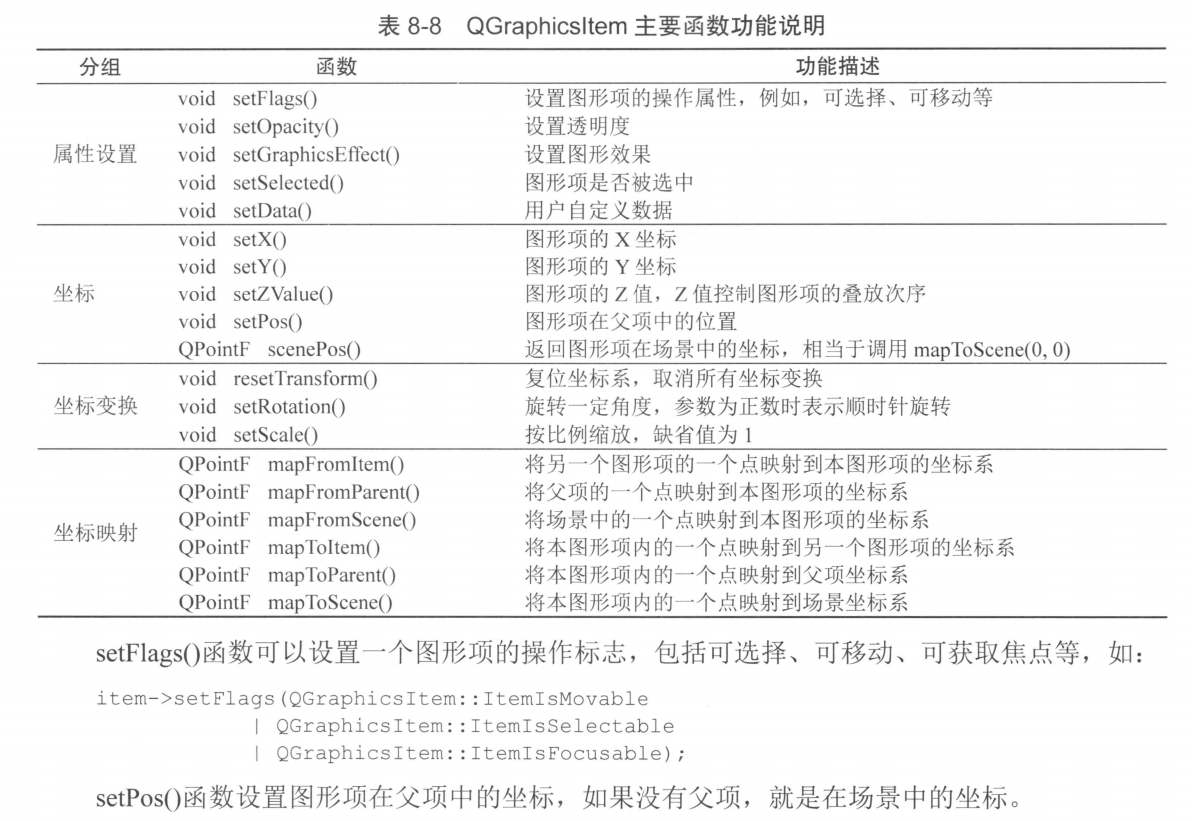 表 8-8 QGraphicsItem 主要函数功能说明
分组 函数 功能描述
void setFlags() 设置图形项的操作属性，例如，可选择、可移动等
void setOpacity() 设置透明度
属性设置 void setGraphicsEffect() 设置图形效果
void setSelected() 图形项是否被选中
void setData() 用户自定义数据
void setX() 图形项的 X 坐标
void setY() 图形项的 Y 坐标
坐标 void setZValue() 图形项的 Z 值，Z 值控制图形项的叠放次序
void setPos() 图形项在父项中的位置
QPointF scenePos() 返回图形项在场景中的坐标，相当于调用 mapToScene(0, 0)
void resetTransform() 复位坐标系，取消所有坐标变换
坐标变换 void setRotation() 旋转一定角度，参数为正数时表示顺时针旋转
void setScale() 按比例缩放，缺省值为 1
QPointF mapFromItem() 将另一个图形项的一个点映射到本图形项的坐标系
QPointF mapFromParent() 将父项的一个点映射到本图形项的坐标系
QPointF mapFromScene() 将场景中的一个点映射到本图形项的坐标系
坐标映射 QPointF mapToItem() 将本图形项内的一个点映射到另一个图形项的坐标系
QPointF mapToParent() 将本图形项内的一个点映射到父项坐标系
QPointF mapToScene() 将本图形项内的一个点映射到场景坐标系
setFlags()函数可以设置一个图形项的操作标志，包括可选择、可移动、可获取焦点等，如：
item->setFlags(QGraphicsItem::ItemIsMovable
| QGraphicsItem::ItemIsSelectable
| QGraphicsItem::ItemIsFocusable);
setPos()函数设置图形项在父项中的坐标，如果没有父项，就是在场景中的坐标。